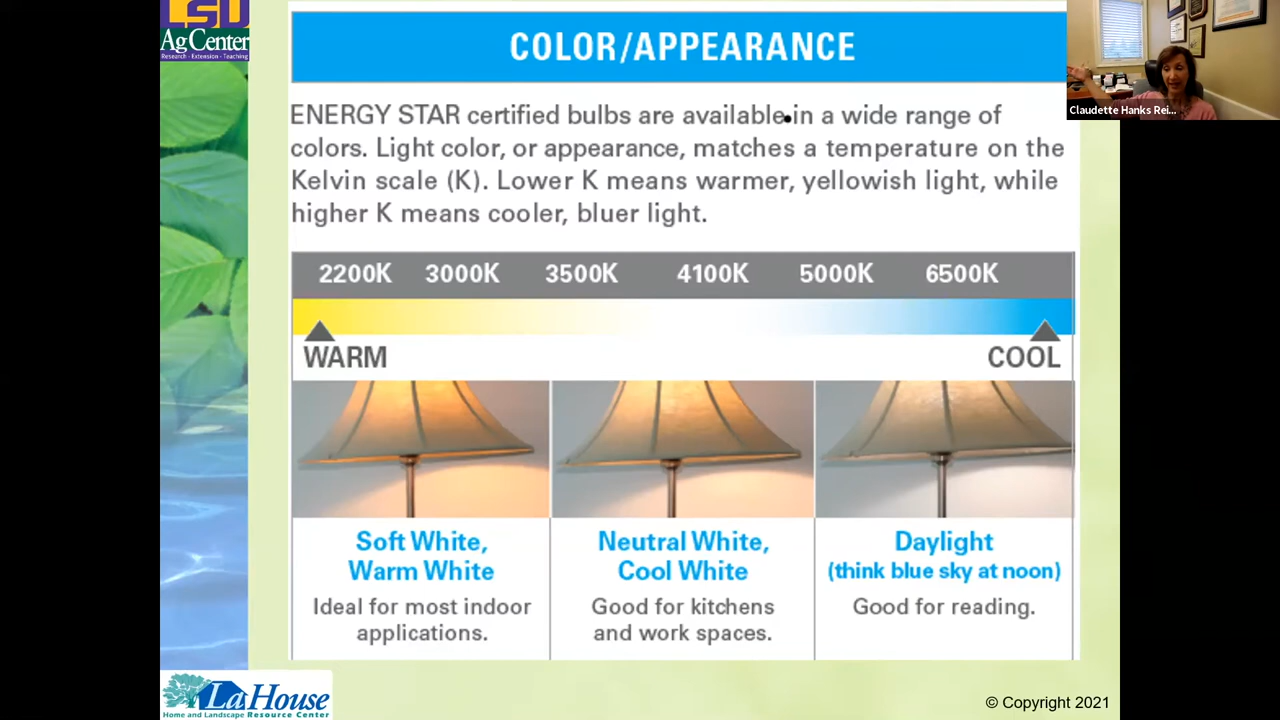 LSU
AgCenter
Research · Extension · Teaching
COLOR/APPEARANCE
Claudette Hanks Rei...
ENERGY STAR certified bulbs are available in a wide range of
colors. Light color, or appearance, matches a temperature on the
Kelvin scale (K). Lower K means warmer, yellowish light, while
higher K means cooler, bluer light.
2200K 3000K 3500K 4100K 5000K 6500K
WARM COOL
Soft White,
Warm White
Ideal for most indoor
applications.
Neutral White,
Cool White
Good for kitchens
and work spaces.
Daylight
(think blue sky at noon)
Good for reading.
LaHouse
Home and Landscape Resource Center
© Copyright 2021